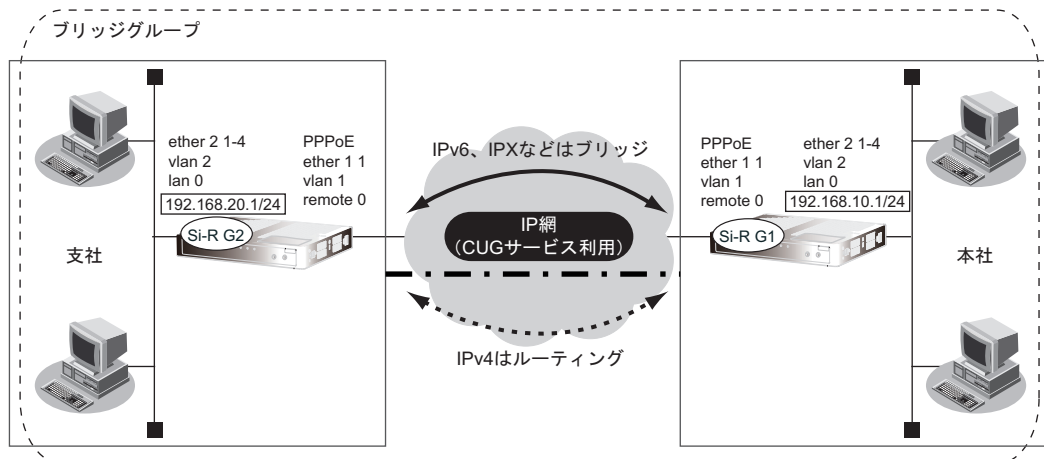 ブリッジグループ
ether 2 1-4
vlan 2
lan 0
192.168.20.1/24
PPPoE
ether 1 1
vlan 1
remote 0
Si-R G2
支社
IPv6、IPXなどはブリッジ
IP網
（CUGサービス利用）
IPv4はルーティング
PPPoE
ether 1 1
vlan 1
remote 0
ether 2 1-4
vlan 2
lan 0
192.168.10.1/24
Si-R G1
本社